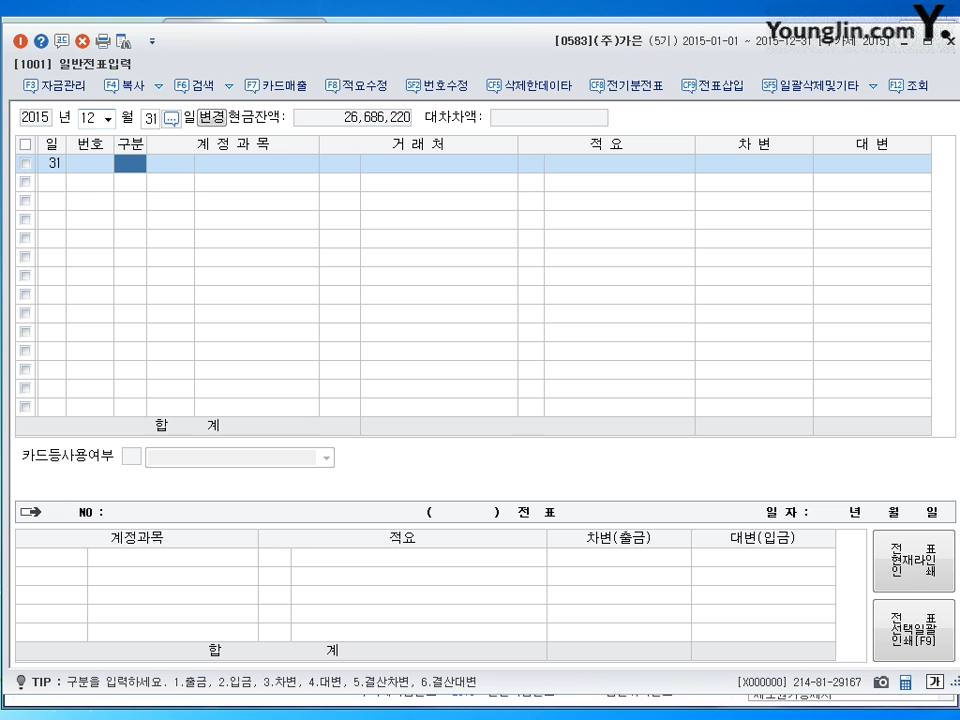 YoungJin.com Y.
[0583](주)가은 (5기) 2015-01-01 ~ 2015-12-31 2015]
[1001] 일반전표입력
F3 자금관리 F4 복사 F6 검색 F7 카드매출 F8 적요수정 SF2 번호수정 CF5 삭제한데이타 CF8 전기분전표 CF9 전표삽입 SF5 일괄삭제및기타 F12 조회
2015 년 12 월 31 일 변경 현금잔액: 26,686,220 대차차액:
일 번호 구분 계 정 과 목 거 래 처 적 요 차 변 대 변
31
합 계
카드등사용여부
NO : ( ) 전 표 일 자 : 년 월 일
계정과목 적요 차변(출금) 대변(입금)
전 표
현재라인
인 쇄
전 표
선택일괄
인쇄[F9]
합 계
TIP : 구분을 입력하세요. 1.출금, 2.입금, 3.차변, 4.대변, 5.결산차변, 6.결산대변
[X000000] 214-81-29167 가